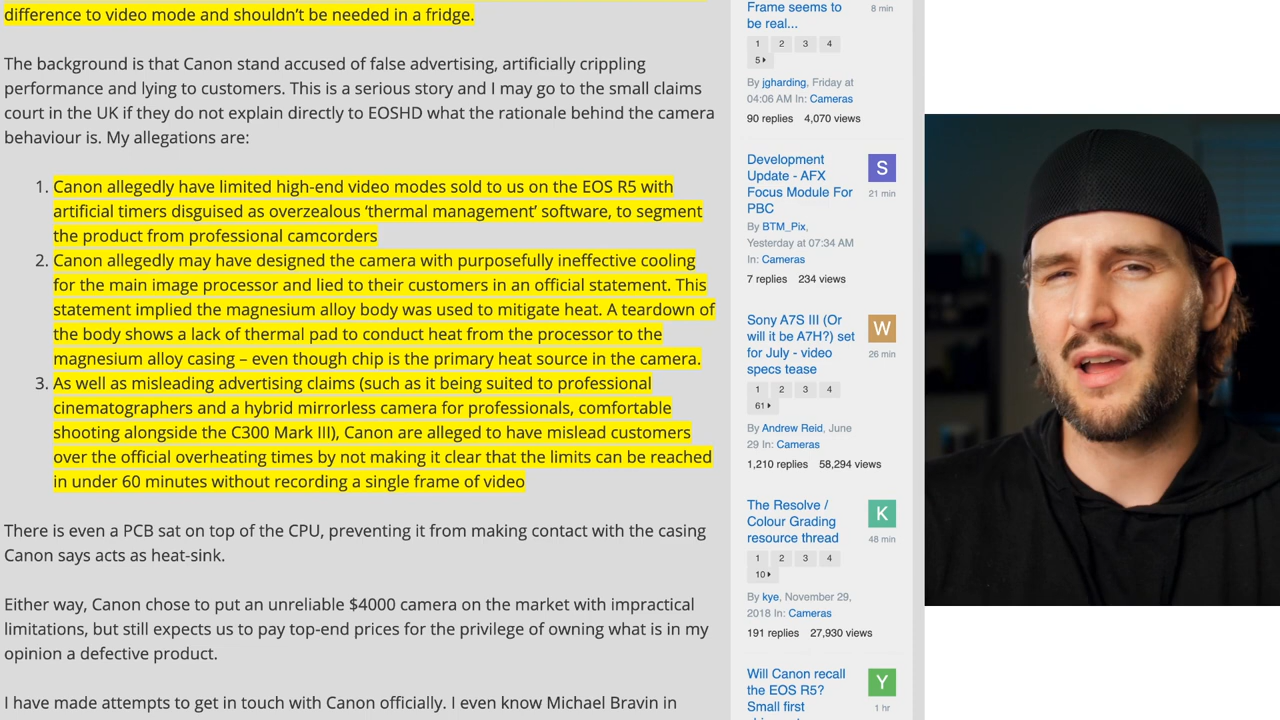 difference to video mode and shouldn’t be needed in a fridge.
The background is that Canon stand accused of false advertising, artificially crippling
performance and lying to customers. This is a serious story and I may go to the small claims
court in the UK if they do not explain directly to EOSHD what the rationale behind the camera
behaviour is. My allegations are:
1. Canon allegedly have limited high-end video modes sold to us on the EOS R5 with
artificial timers disguised as overzealous ‘thermal management’ software, to segment
the product from professional camcorders
2. Canon allegedly may have designed the camera with purposefully ineffective cooling
for the main image processor and lied to their customers in an official statement. This
statement implied the magnesium alloy body was used to mitigate heat. A teardown of
the body shows a lack of thermal pad to conduct heat from the processor to the
magnesium alloy casing – even though chip is the primary heat source in the camera.
3. As well as misleading advertising claims (such as it being suited to professional
cinematographers and a hybrid mirrorless camera for professionals, comfortable
shooting alongside the C300 Mark III), Canon are alleged to have mislead customers
over the official overheating times by not making it clear that the limits can be reached
in under 60 minutes without recording a single frame of video
There is even a PCB sat on top of the CPU, preventing it from making contact with the casing
Canon says acts as heat-sink.
Either way, Canon chose to put an unreliable $4000 camera on the market with impractical
limitations, but still expects us to pay top-end prices for the privilege of owning what is in my
opinion a defective product.
I have made attempts to get in touch with Canon officially. I even know Michael Bravin in
Frame seems to
be real...
8 min
1 2 3 4
5
By jgharding, Friday at
04:06 AM In: Cameras
90 replies 4,070 views
Development
Update - AFX
Focus Module For
PBC
S
21 min
By BTM_Pix,
Yesterday at 07:34 AM
In: Cameras
7 replies 234 views
Sony A7S III (Or
will it be A7H?) set
for July - video
specs tease
W
26 min
1 2 3 4
61
By Andrew Reid, June
29 In: Cameras
1,210 replies 58,294 views
The Resolve /
Colour Grading
resource thread
K
48 min
1 2 3 4
10
By kye, November 29,
2018 In: Cameras
191 replies 27,930 views
Will Canon recall
the EOS R5?
Small first
Y
1 hr